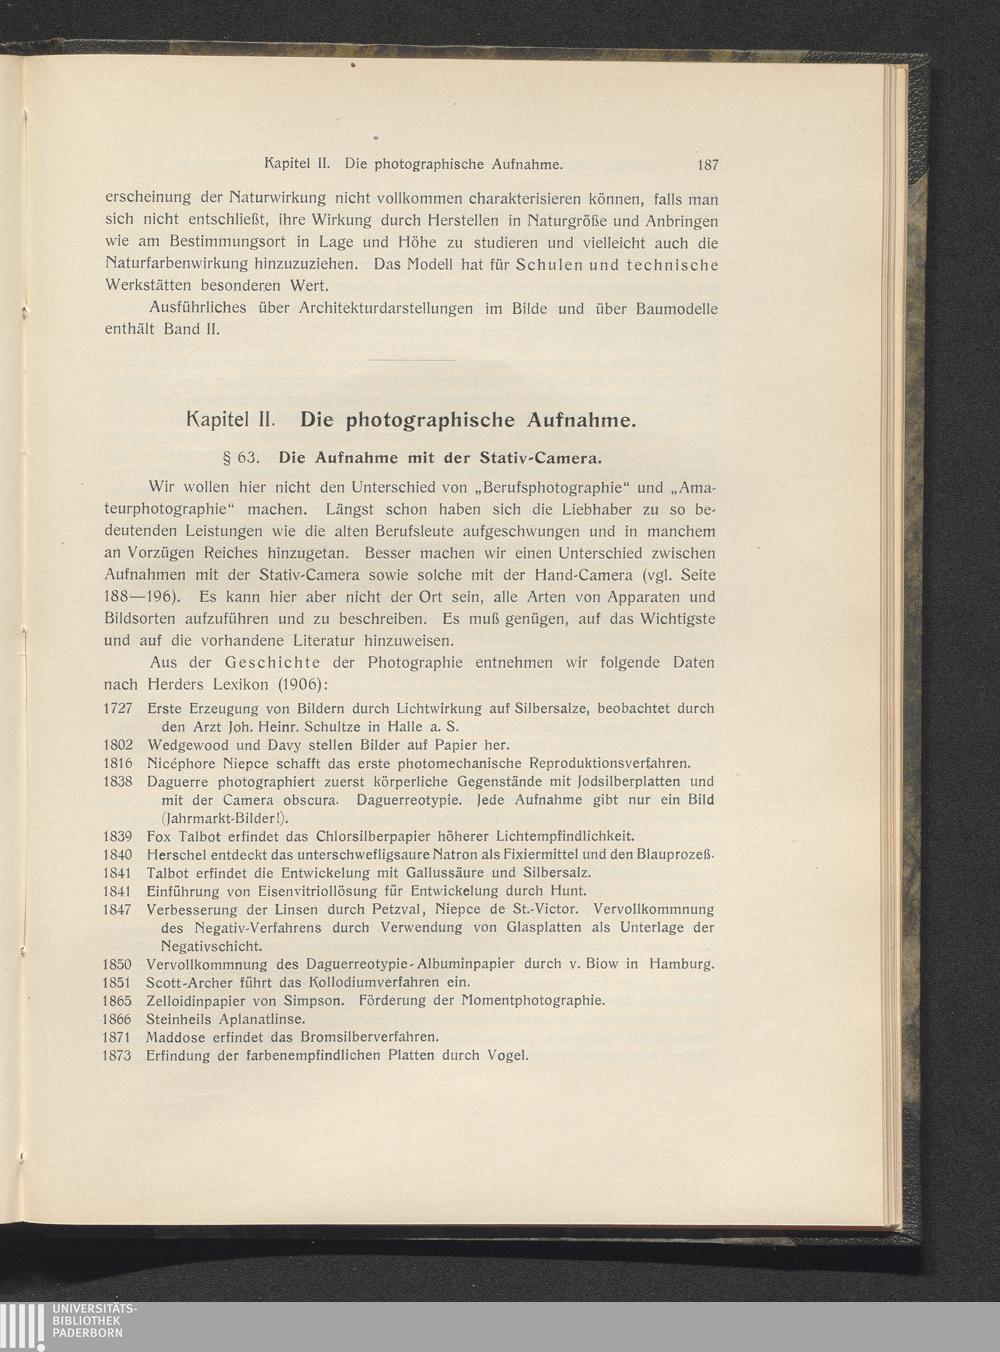 Kapitel II. Die photographische Aufnahme. 187
erscheinung der Naturwirkung nicht vollkommen charakterisieren können, falls man
sich nicht entschließt, ihre Wirkung durch Herstellen in Naturgröße und Anbringen
wie am Bestimmungsort in Lage und Höhe zu studieren und vielleicht auch die
Naturfarbenwirkung hinzuzuziehen. Das Modell hat für Schulen und technische
Werkstätten besonderen Wert.
Ausführliches über Architekturdarstellungen im Bilde und über Baumodelle
enthält Band II.
Kapitel II. Die photographische Aufnahme.
§ 63. Die Aufnahme mit der Stativ-Camera.
Wir wollen hier nicht den Unterschied von „Berufsphotographie“ und „Ama-
teurphotographie“ machen. Längst schon haben sich die Liebhaber zu so be-
deutenden Leistungen wie die alten Berufsleute aufgeschwungen und in manchem
an Vorzügen Reiches hinzugetan. Besser machen wir einen Unterschied zwischen
Aufnahmen mit der Stativ-Camera sowie solche mit der Hand-Camera (vgl. Seite
188—196). Es kann hier aber nicht der Ort sein, alle Arten von Apparaten und
Bildsorten aufzuführen und zu beschreiben. Es muß genügen, auf das Wichtigste
und auf die vorhandene Literatur hinzuweisen.
Aus der Geschichte der Photographie entnehmen wir folgende Daten
nach Herders Lexikon (1906):
1727 Erste Erzeugung von Bildern durch Lichtwirkung auf Silbersalze, beobachtet durch
den Arzt Joh. Heinr. Schultze in Halle a. S.
1802 Wedgewood und Davy stellen Bilder auf Papier her.
1816 Nicéphore Niepce schafft das erste photomechanische Reproduktionsverfahren.
1838 Daguerre photographiert zuerst körperliche Gegenstände mit Jodsilberplatten und
mit der Camera obscura. Daguerreotypie. Jede Aufnahme gibt nur ein Bild
(Jahrmarkt-Bilder!).
1839 Fox Talbot erfindet das Chlorsilberpapier höherer Lichtempfindlichkeit.
1840 Herschel entdeckt das unterschwefligsaure Natron als Fixiermittel und den Blauprozeß.
1841 Talbot erfindet die Entwickelung mit Gallussäure und Silbersalz.
1841 Einführung von Eisenvitriollösung für Entwickelung durch Hunt.
1847 Verbesserung der Linsen durch Petzval, Niepce de St.-Victor. Vervollkommnung
des Negativ-Verfahrens durch Verwendung von Glasplatten als Unterlage der
Negativschicht.
1850 Vervollkommnung des Daguerreotypie-Albuminpapier durch v. Biow in Hamburg.
1851 Scott-Archer führt das Kollodiumverfahren ein.
1865 Zelloidinpapier von Simpson. Förderung der Momentphotographie.
1866 Steinheils Aplanatlinse.
1871 Maddose erfindet das Bromsilberverfahren.
1873 Erfindung der farbenempfindlichen Platten durch Vogel.
UNIVERSITÄTS-
BIBLIOTHEK
PADERBORN